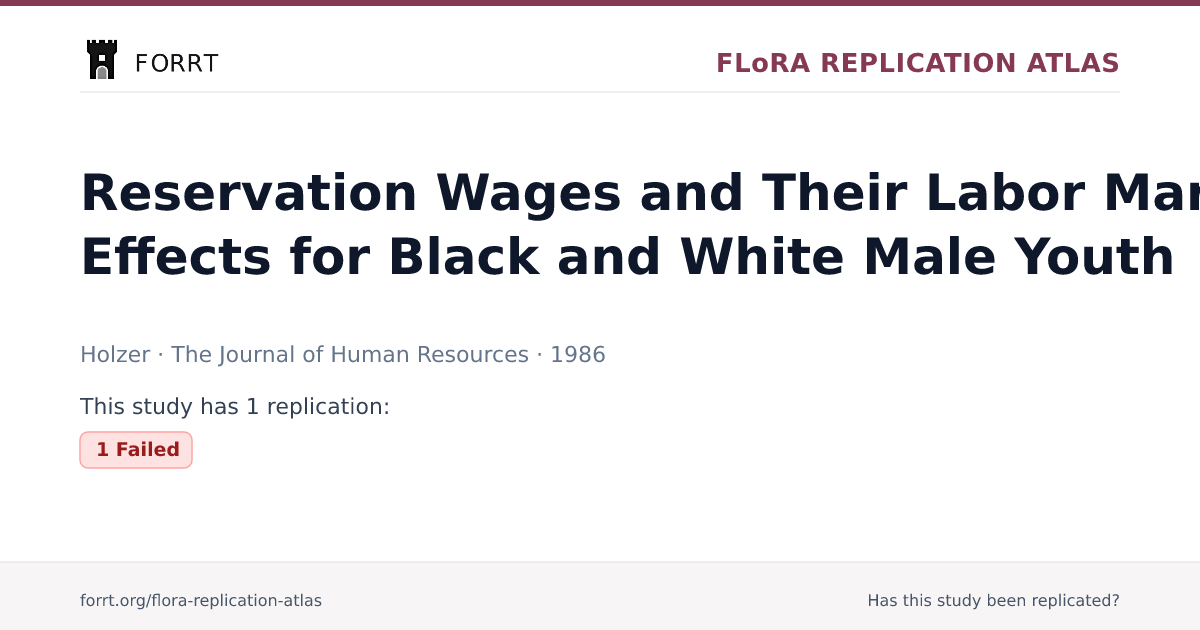 FORRT
FLoRA REPLICATION ATLAS
Reservation Wages and Their Labor Mar
Effects for Black and White Male Youth
Holzer · The Journal of Human Resources · 1986
This study has 1 replication:
1 Failed
forrt.org/flora-replication-atlas
Has this study been replicated?